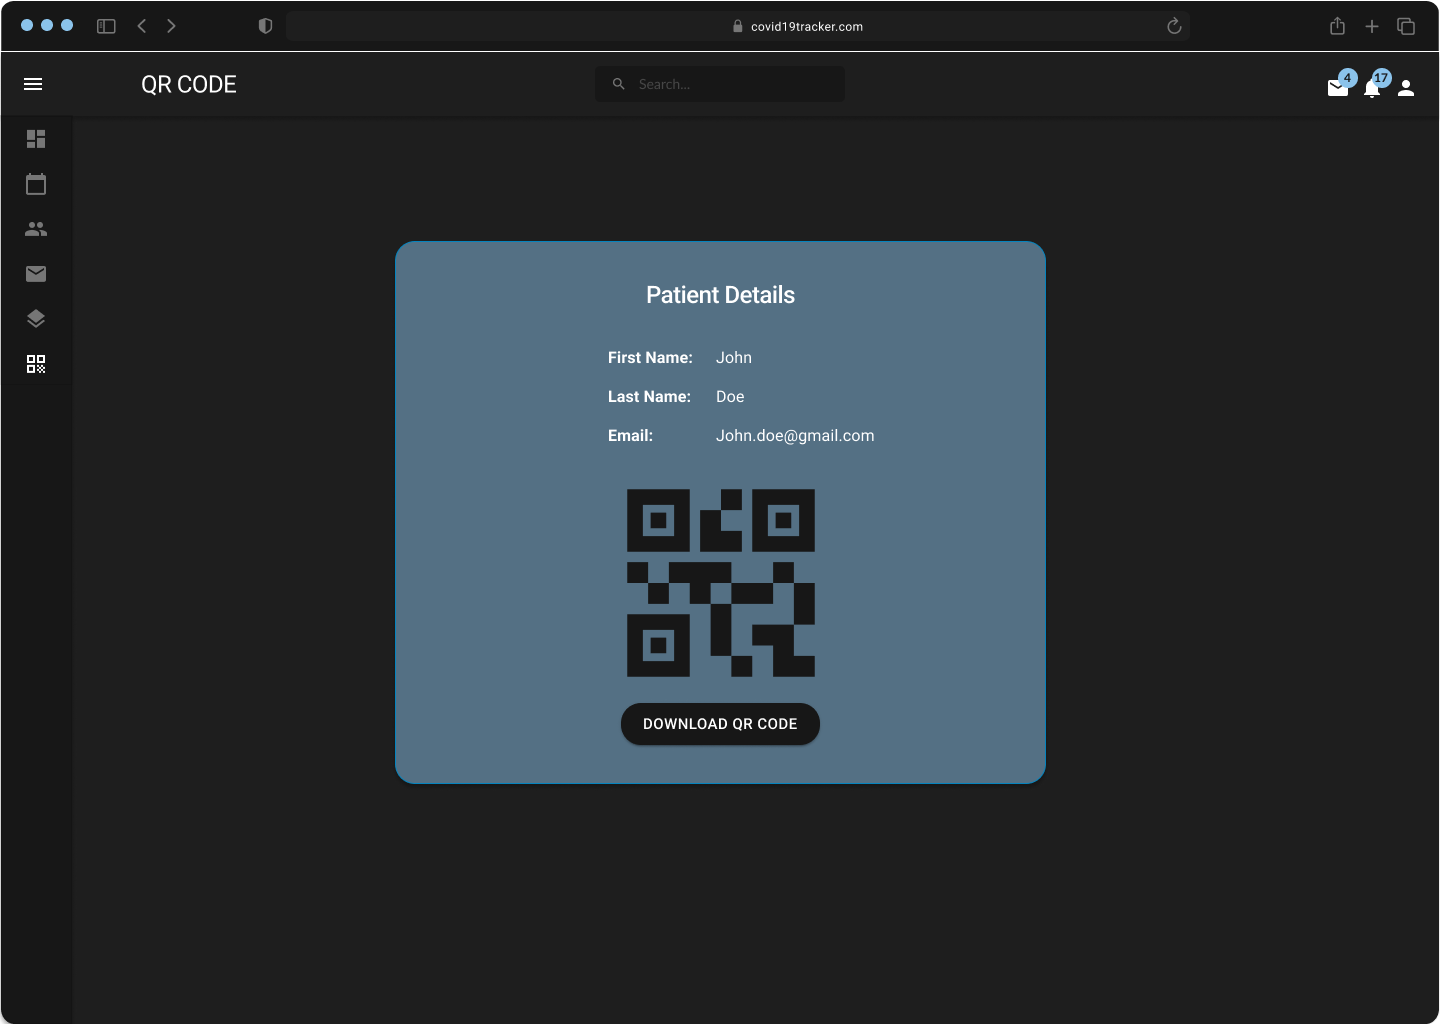 covid19tracker.com
QR CODE
Search...
4
17
Patient Details
First Name: John
Last Name: Doe
Email: John.doe@gmail.com
DOWNLOAD QR CODE